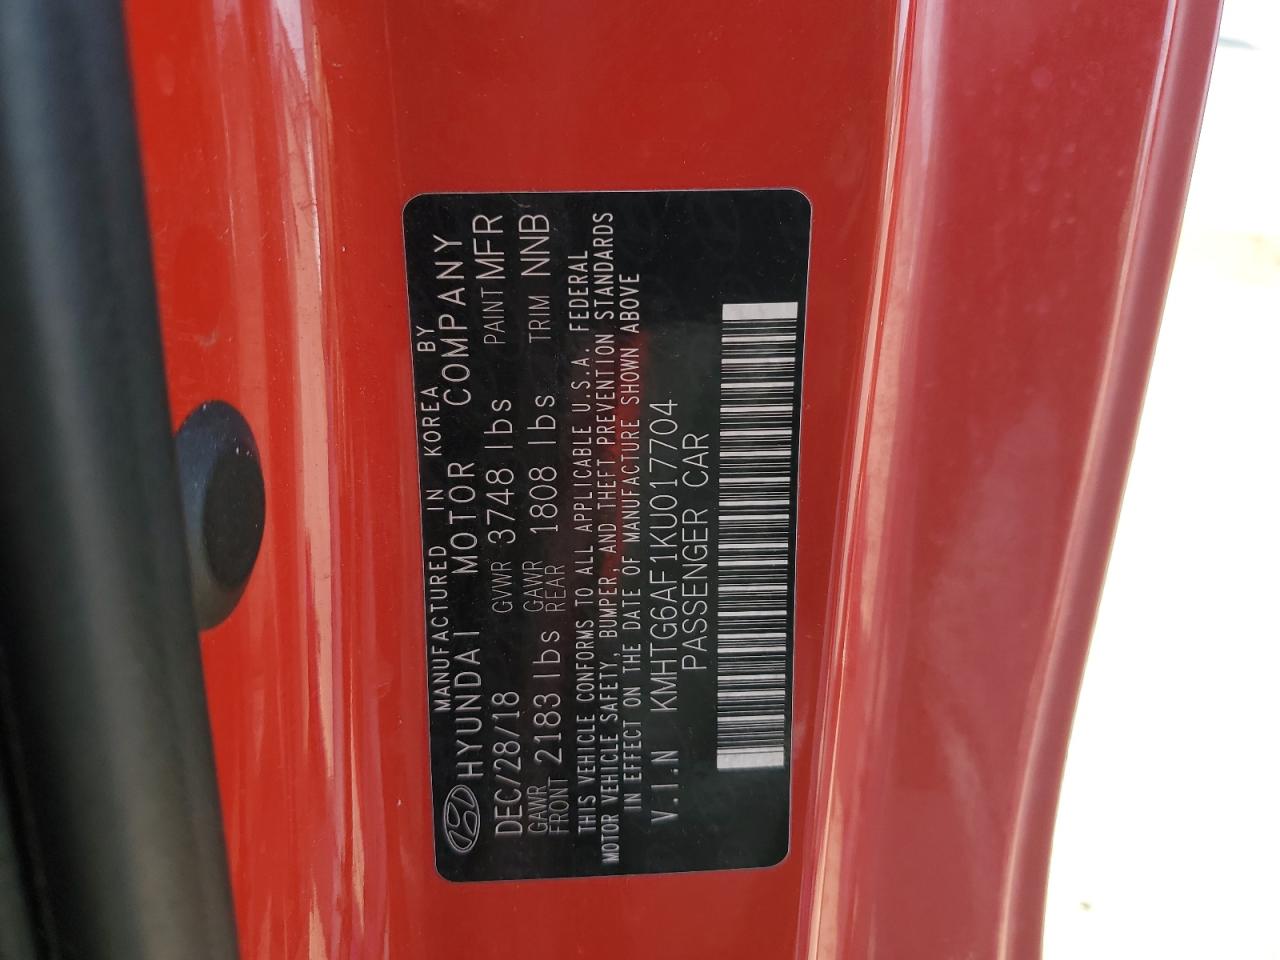 MANUFACTURED IN KOREA BY
HYUNDAI MOTOR COMPANY
DEC/28/18 GVWR 3748 lbs PAINT MFR
GAWR FRONT 2183 lbs GAWR REAR 1808 lbs TRIM NNB
THIS VEHICLE CONFORMS TO ALL APPLICABLE U.S.A. FEDERAL
MOTOR VEHICLE SAFETY, BUMPER, AND THEFT PREVENTION STANDARDS
IN EFFECT ON THE DATE OF MANUFACTURE SHOWN ABOVE
V.I.N KMHTG6AF1KU017704
PASSENGER CAR